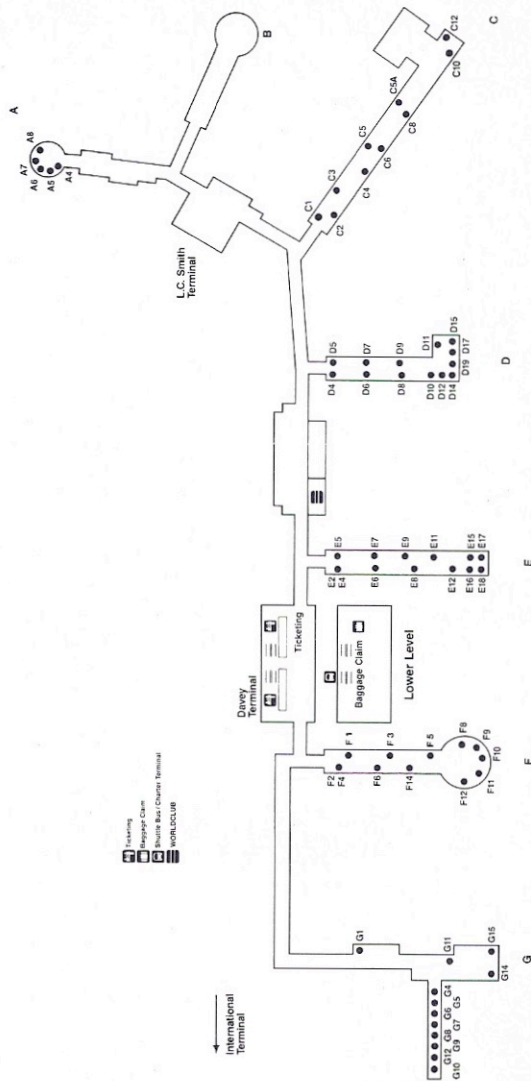 A
A8
A7
A6
A5
A4
B
C
C12
C10
C5A
C8
C5
C6
C4
C3
C1
C2
L.C. Smith
Terminal
D
D5
D4
D7
D6
D9
D8
D11
D10
D12
D14
D15
D17
D19
E
E5
E2
E4
E7
E6
E9
E8
E11
E12
E15
E16
E17
E18
Davey
Terminal
Ticketing
Baggage Claim
Lower Level
F
F 1
F2
F4
F 3
F6
F 5
F14
F8
F9
F10
F11
F12
Ticketing
Baggage Claim
Shuttle Bus / Charter Terminal
WORLDCLUB
G
G1
G11
G15
G14
G4
G5
G6
G7
G8
G9
G12
G10
International
Terminal